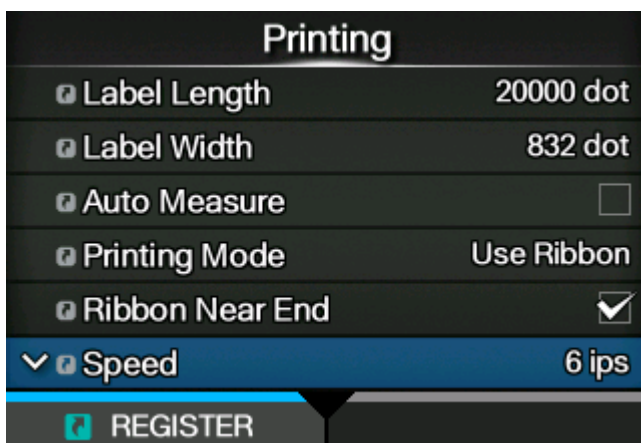 Printing
Label Length 20000 dot
Label Width 832 dot
Auto Measure
Printing Mode Use Ribbon
Ribbon Near End
Speed 6 ips
REGISTER